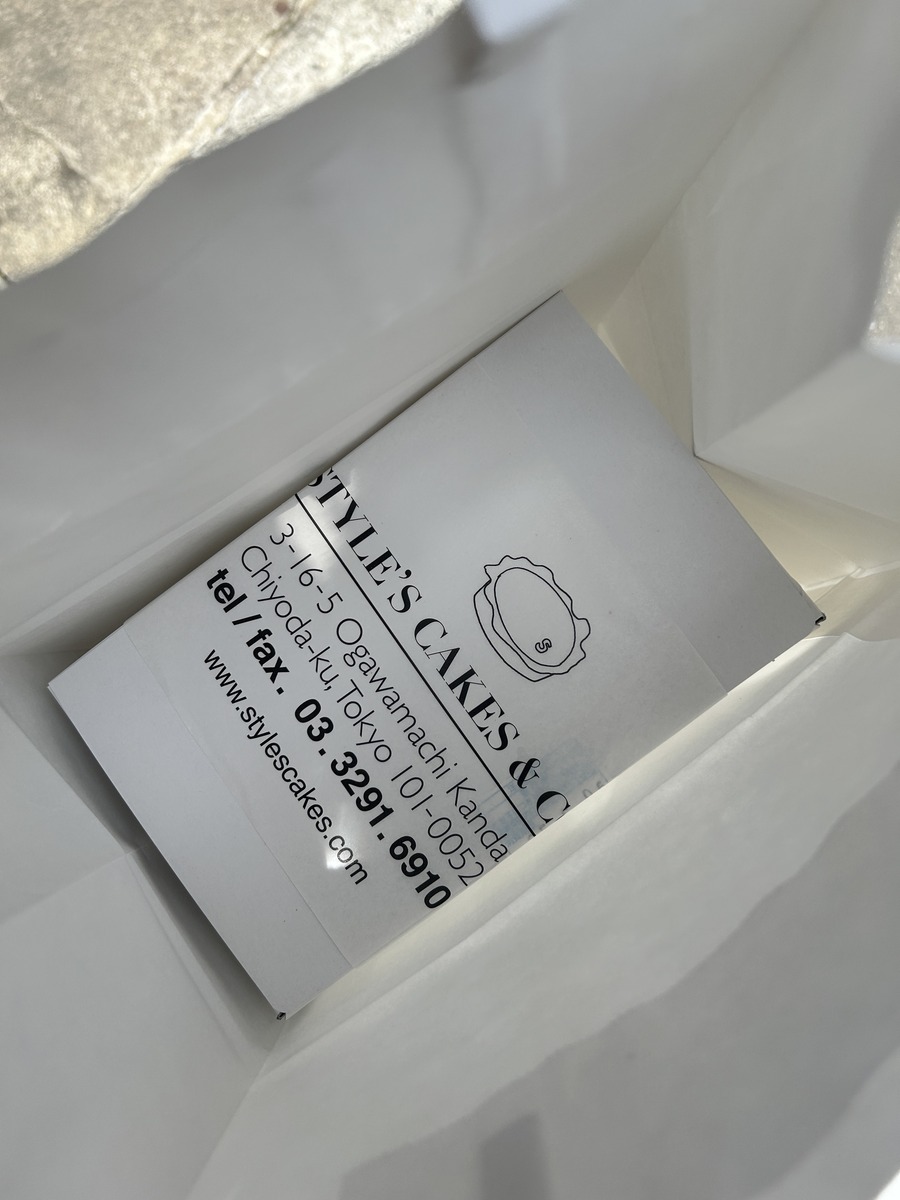 S
STYLE'S CAKES & C
3-16-5 Ogawamachi Kanda
Chiyoda-ku, Tokyo 101-0052
tel / fax. 03. 3291. 6910
www.stylescakes.com